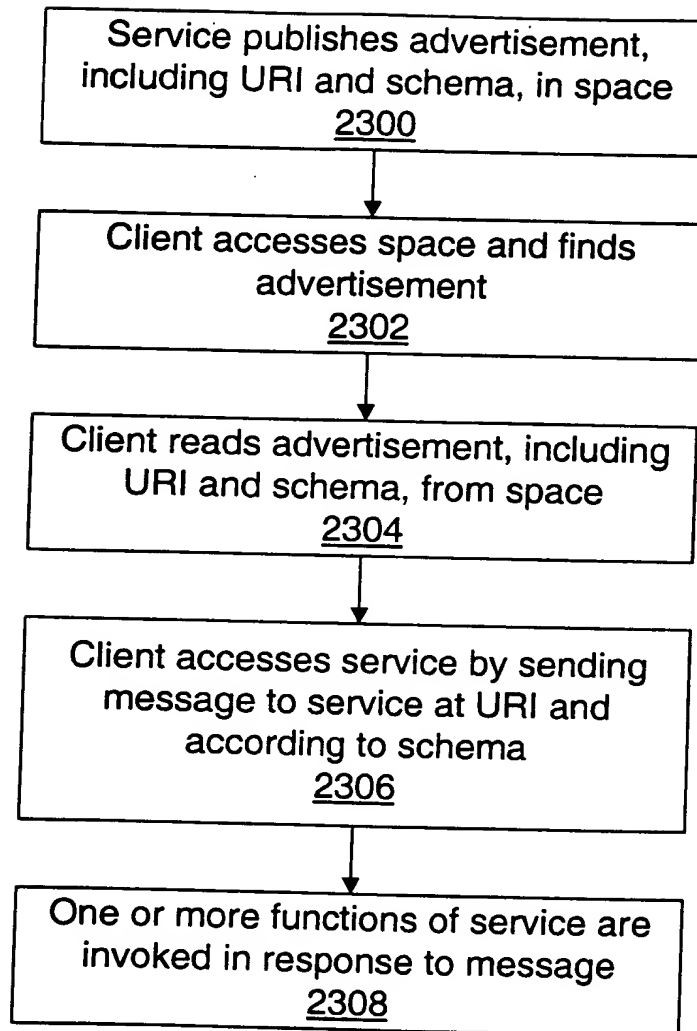 Service publishes advertisement,
including URI and schema, in space
2300
Client accesses space and finds
advertisement
2302
Client reads advertisement, including
URI and schema, from space
2304
Client accesses service by sending
message to service at URI and
according to schema
2306
One or more functions of service are
invoked in response to message
2308